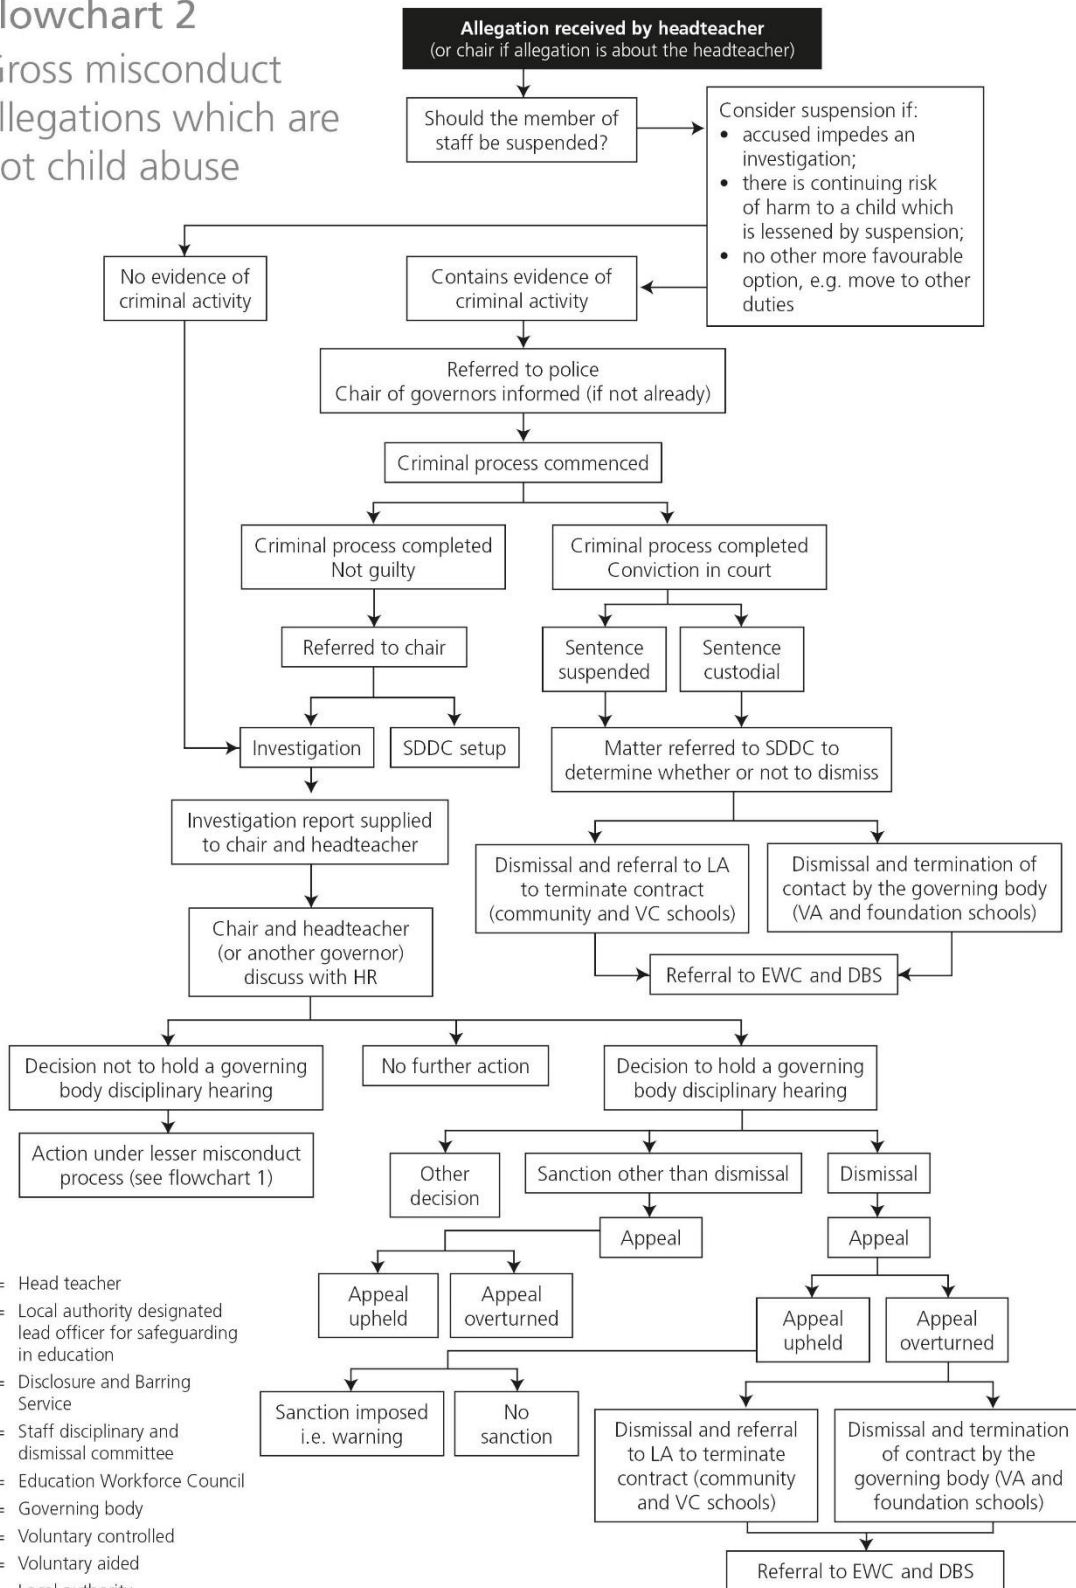 lowchart 2
Gross misconduct
llegations which are
ot child abuse
Allegation received by headteacher
(or chair if allegation is about the headteacher)
Should the member of
staff be suspended?
Consider suspension if:
• accused impedes an
investigation;
• there is continuing risk
of harm to a child which
is lessened by suspension;
• no other more favourable
option, e.g. move to other
duties
No evidence of
criminal activity
Contains evidence of
criminal activity
Referred to police
Chair of governors informed (if not already)
Criminal process commenced
Criminal process completed
Not guilty
Criminal process completed
Conviction in court
Referred to chair
Sentence
suspended
Sentence
custodial
Investigation
SDDC setup
Matter referred to SDDC to
determine whether or not to dismiss
Investigation report supplied
to chair and headteacher
Dismissal and referral to LA
to terminate contract
(community and VC schools)
Dismissal and termination of
contact by the governing body
(VA and foundation schools)
Chair and headteacher
(or another governor)
discuss with HR
Referral to EWC and DBS
Decision not to hold a governing
body disciplinary hearing
No further action
Decision to hold a governing
body disciplinary hearing
Action under lesser misconduct
process (see flowchart 1)
Other
decision
Sanction other than dismissal
Dismissal
Appeal
Appeal
Appeal
upheld
Appeal
overturned
Appeal
upheld
Appeal
overturned
Sanction imposed
i.e. warning
No
sanction
Dismissal and referral
to LA to terminate
contract (community
and VC schools)
Dismissal and termination
of contract by the
governing body (VA and
foundation schools)
Referral to EWC and DBS
= Head teacher
= Local authority designated
lead officer for safeguarding
in education
= Disclosure and Barring
Service
= Staff disciplinary and
dismissal committee
= Education Workforce Council
= Governing body
= Voluntary controlled
= Voluntary aided
= Local authority